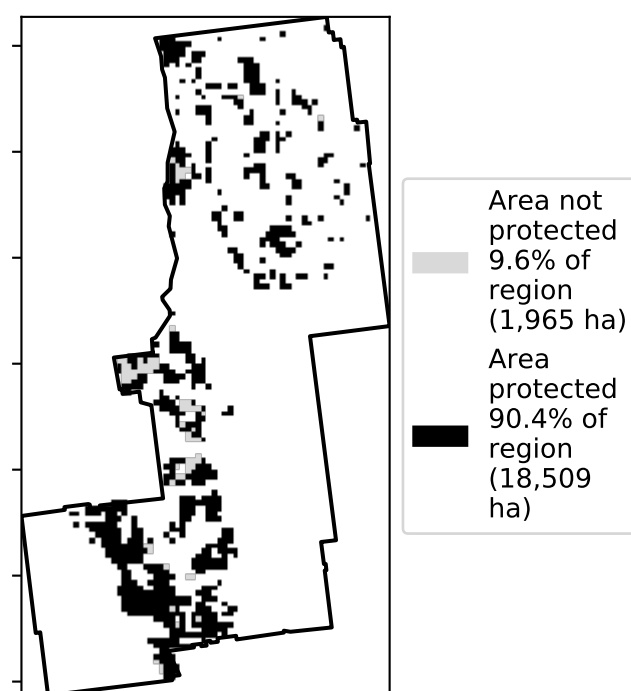 Area not
protected
9.6% of
region
(1,965 ha)
Area
protected
90.4% of
region
(18,509
ha)